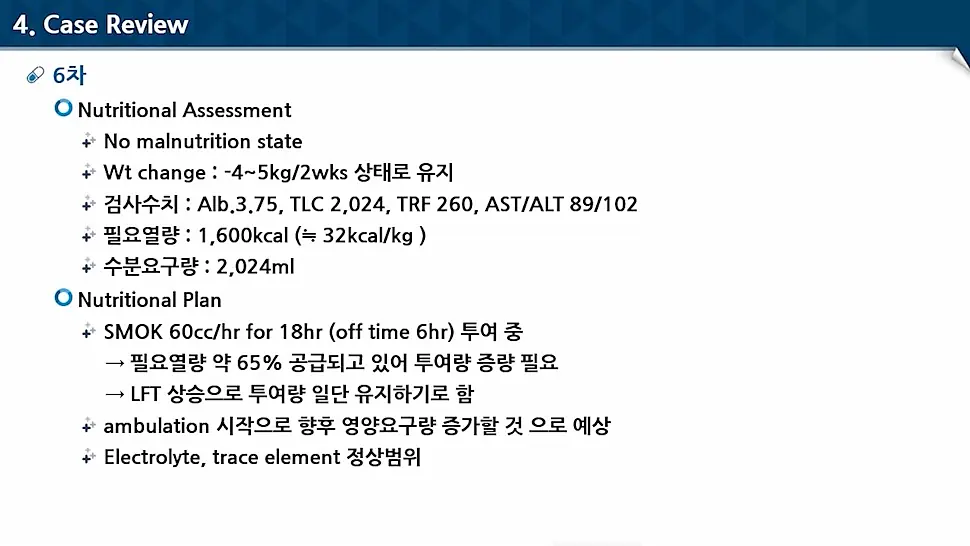 4. Case Review
6차
Nutritional Assessment
No malnutrition state
Wt change : -4~5kg/2wks 상태로 유지
검사수치 : Alb.3.75, TLC 2,024, TRF 260, AST/ALT 89/102
필요열량 : 1,600kcal (≒ 32kcal/kg )
수분요구량 : 2,024ml
Nutritional Plan
SMOK 60cc/hr for 18hr (off time 6hr) 투여 중
→ 필요열량 약 65% 공급되고 있어 투여량 증량 필요
→ LFT 상승으로 투여량 일단 유지하기로 함
ambulation 시작으로 향후 영양요구량 증가할 것 으로 예상
Electrolyte, trace element 정상범위